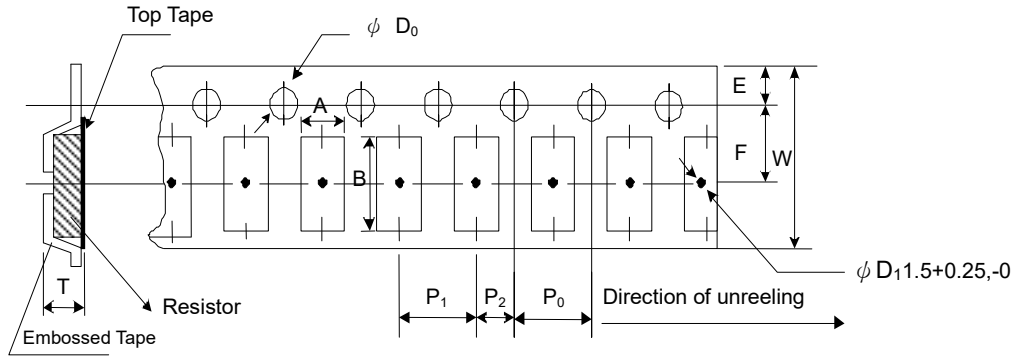 Top Tape
ϕ D₀
E
A
F
W
B
ϕ D₁1.5+0.25,-0
T
P₁
P₂
P₀
Direction of unreeling
Resistor
Embossed Tape